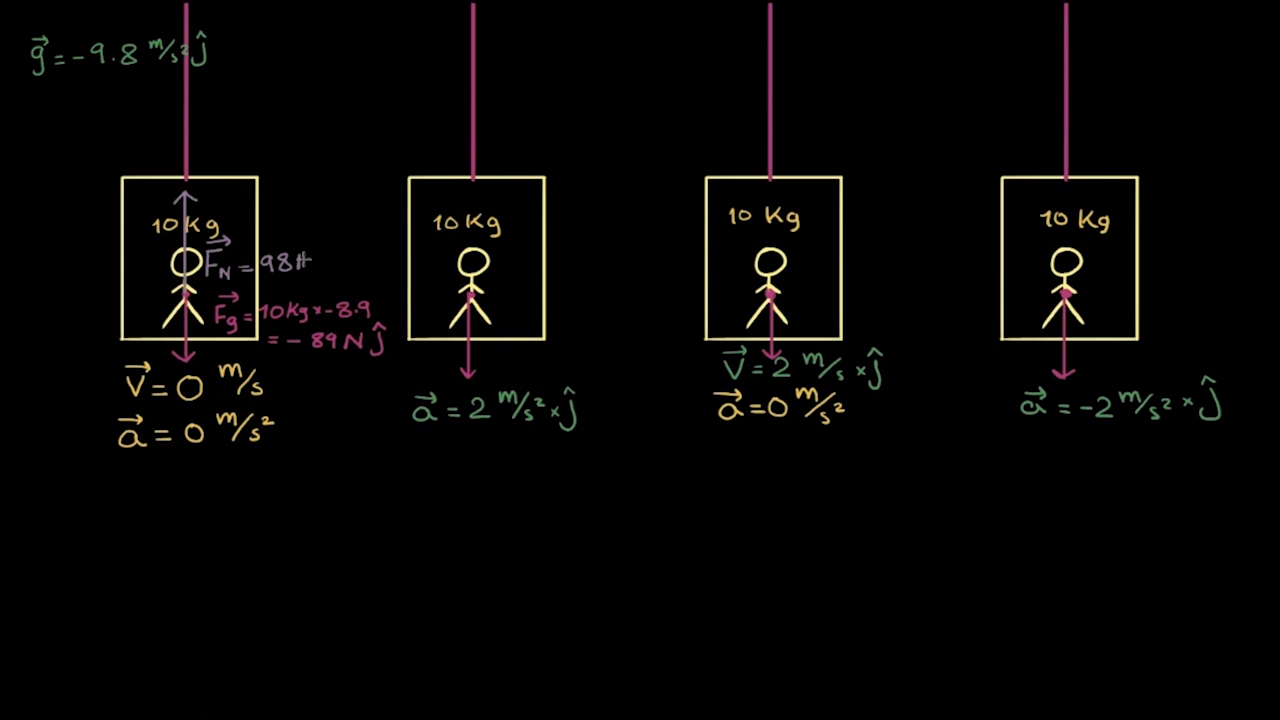 g⃗ = -9.8 m/s² ĵ
10 Kg
F⃗N = 98
F⃗g = 10kg × -8.9
= - 89 N ĵ
v⃗ = 0 m/s
a⃗ = 0 m/s²
10 Kg
a⃗ = 2 m/s² × ĵ
10 Kg
v⃗ = 2 m/s × ĵ
a⃗ = 0 m/s²
10 Kg
a⃗ = -2 m/s² × ĵ